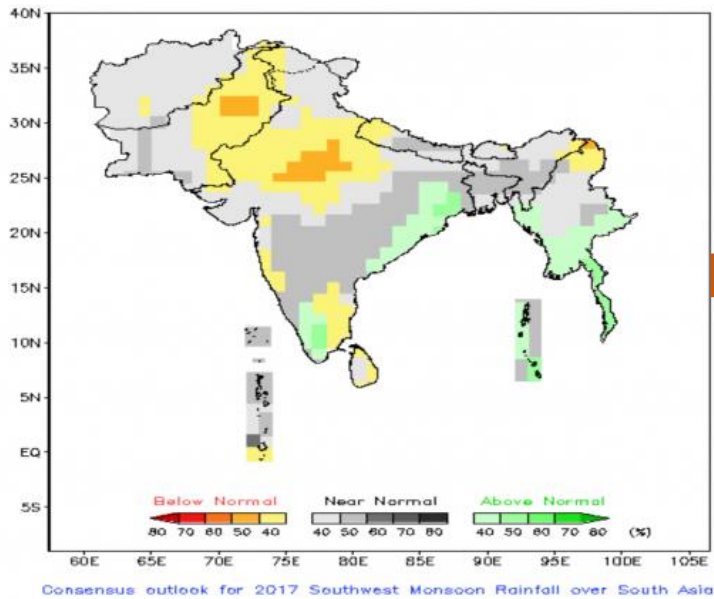 40N
35N
30N
25N
20N
15N
10N
5N
EQ
5S
Below Normal Near Normal Above Normal
80 70 60 50 40 40 50 60 70 80 40 50 60 70 80 (%)
60E 65E 70E 75E 80E 85E 90E 95E 100E 105E
Consensus outlook for 2017 Southwest Monsoon Rainfall over South Asia